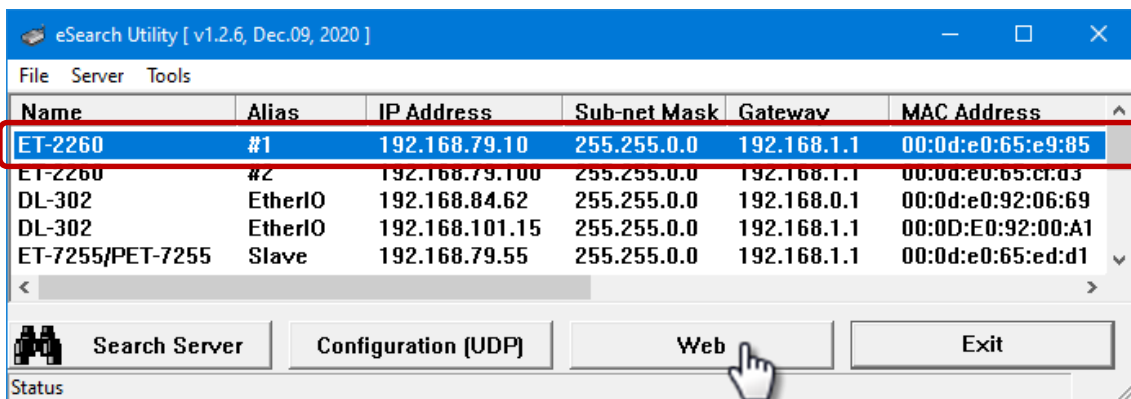 eSearch Utility [ v1.2.6, Dec.09, 2020 ]
File Server Tools
Name Alias IP Address Sub-net Mask Gateway MAC Address
ET-2260 #1 192.168.79.10 255.255.0.0 192.168.1.1 00:0d:e0:65:e9:85
ET-2260 #2 192.168.79.100 255.255.0.0 192.168.1.1 00:0d:e0:65:cf:d3
DL-302 EtherIO 192.168.84.62 255.255.0.0 192.168.0.1 00:0d:e0:92:06:69
DL-302 EtherIO 192.168.101.15 255.255.0.0 192.168.1.1 00:0D:E0:92:00:A1
ET-7255/PET-7255 Slave 192.168.79.55 255.255.0.0 192.168.1.1 00:0d:e0:65:ed:d1
Search Server Configuration (UDP) Web Exit
Status